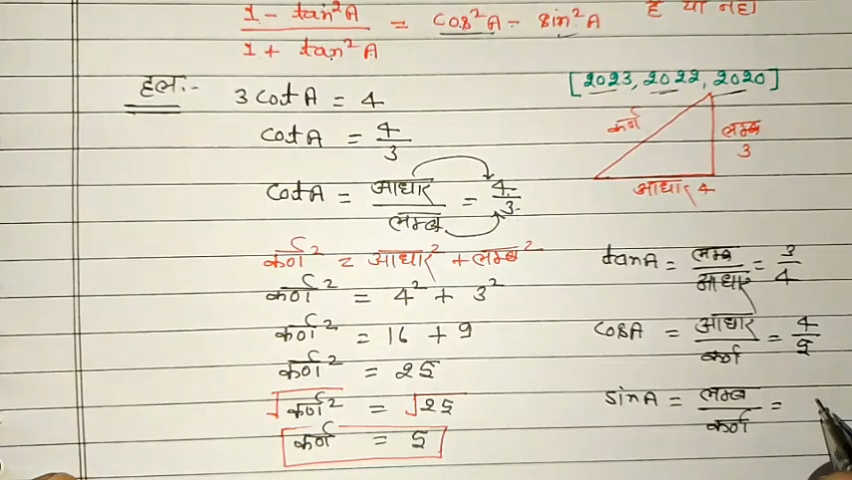 1 - tan²A / 1 + tan²A = cos²A - sin²A है या नहीं
हल:-
[2023, 2022, 2020]
3 cot A = 4
cot A = 4/3
cot A = आधार/लम्ब = 4/3
कर्ण² = आधार² + लम्ब²
कर्ण² = 4² + 3²
कर्ण² = 16 + 9
कर्ण² = 25
√कर्ण² = √25
कर्ण = 5
कर्ण
लम्ब
3
आधार 4
tan A = लम्ब/आधार = 3/4
cos A = आधार/कर्ण = 4/5
sin A = लम्ब/कर्ण =